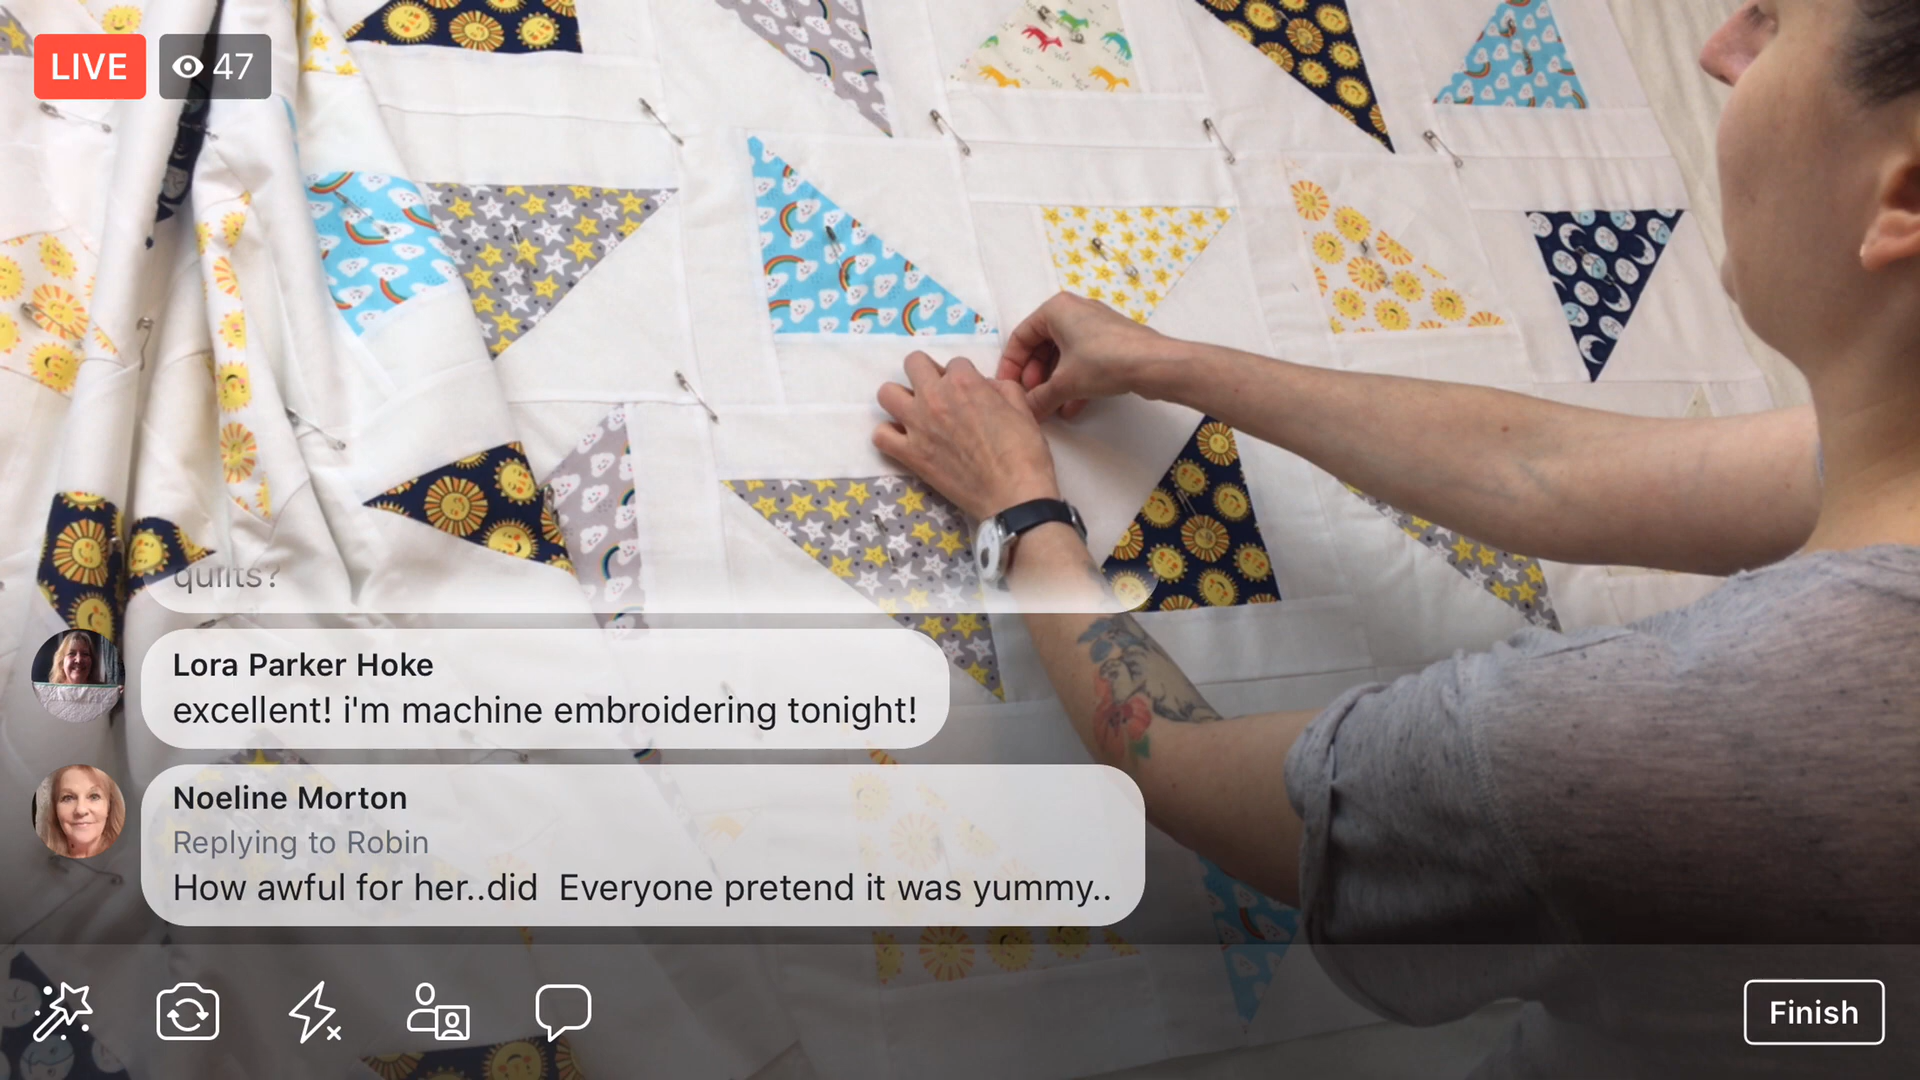 LIVE 47
quilts?
Lora Parker Hoke
excellent! i'm machine embroidering tonight!
Noeline Morton
Replying to Robin
How awful for her..did  Everyone pretend it was yummy..
Finish